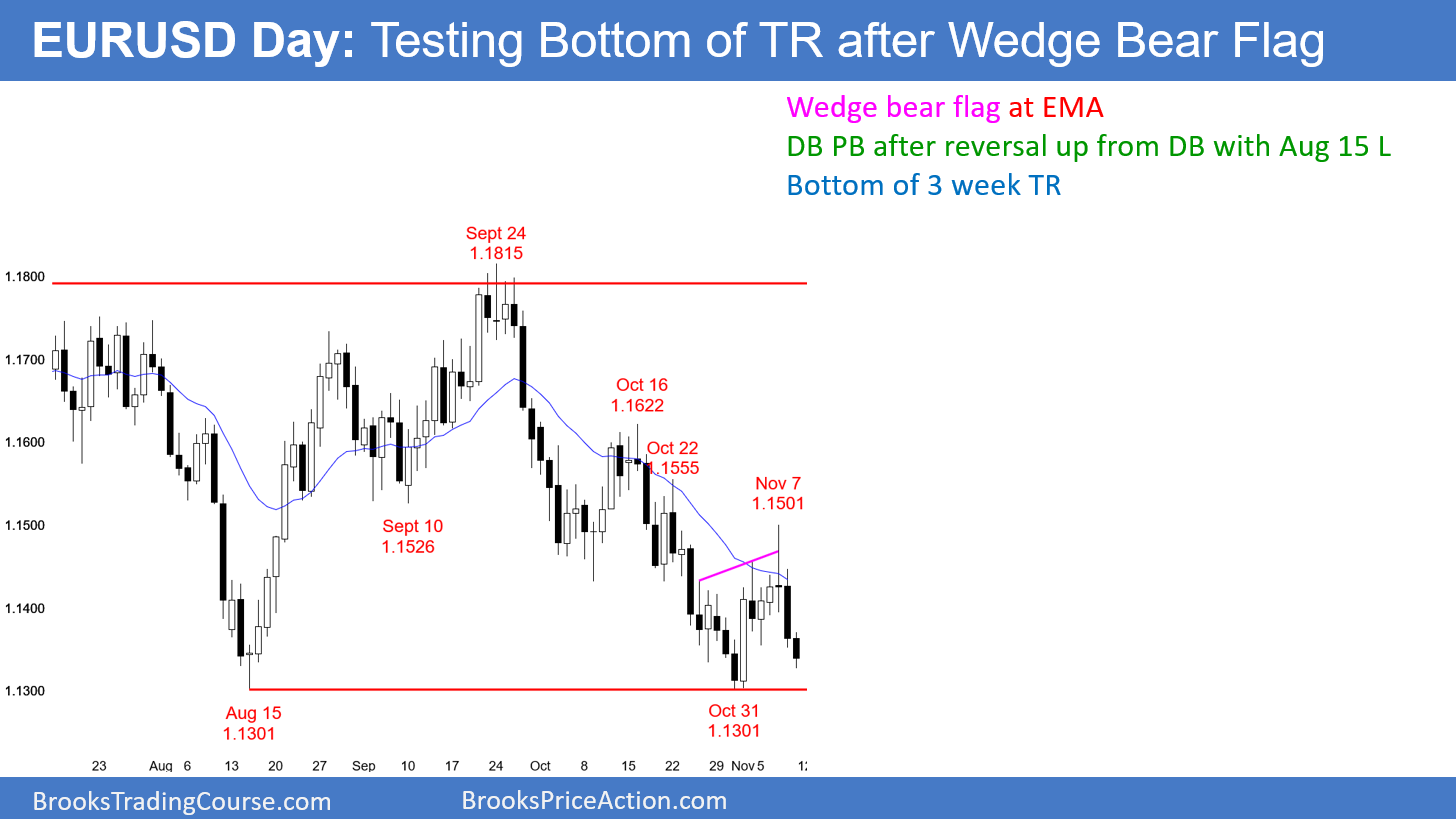 EURUSD Day: Testing Bottom of TR after Wedge Bear Flag
Wedge bear flag at EMA
DB PB after reversal up from DB with Aug 15 L
Bottom of 3 week TR
Sept 24
1.1815
1.1800
1.1700
Oct 16
1.1622
1.1600
Oct 22
1.1555
Nov 7
1.1501
1.1500
Sept 10
1.1526
1.1400
1.1300
Aug 15
1.1301
Oct 31
1.1301
23 Aug 6 13 20 27 Sep 10 17 24 Oct 8 15 22 29 Nov 5
BrooksTradingCourse.com BrooksPriceAction.com